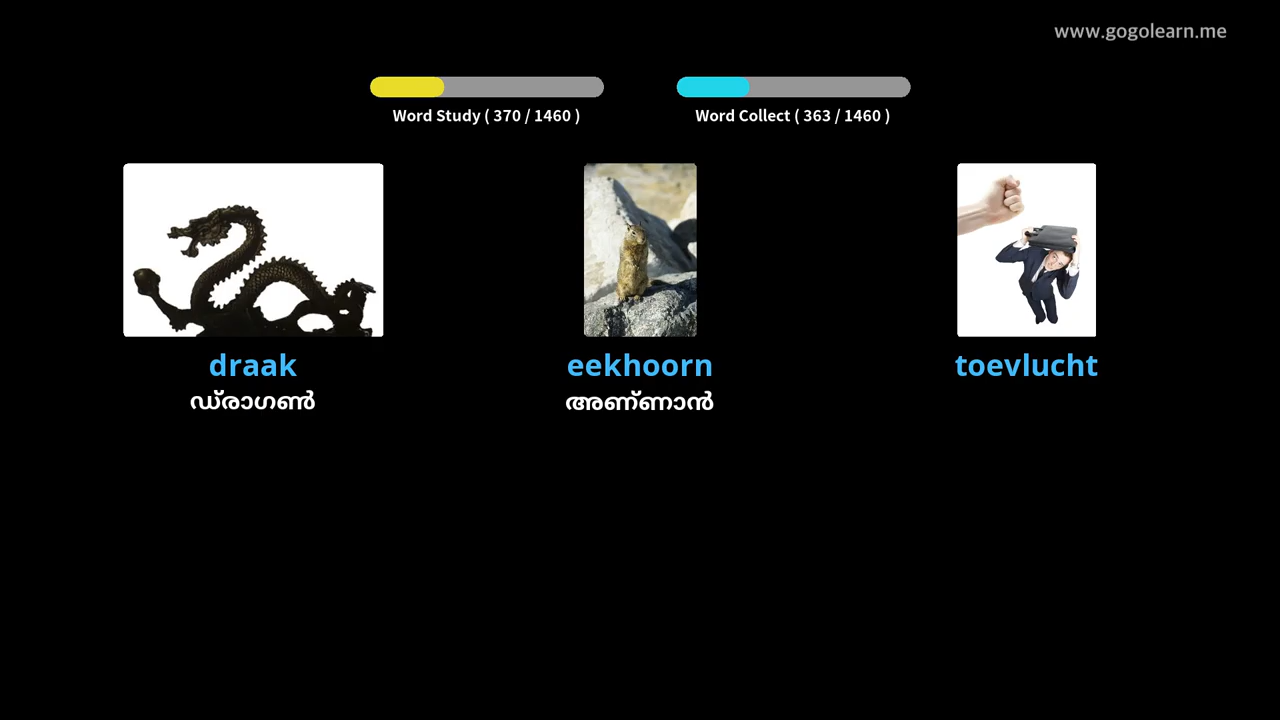 www.gogolearn.me
Word Study ( 370 / 1460 )
Word Collect ( 363 / 1460 )
draak
eekhoorn
toevlucht
ഡ്രാഗൺ
അണ്ണാൻ